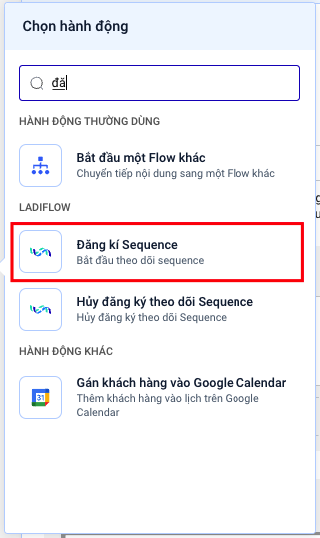 Chọn hành động
đă
HÀNH ĐỘNG THƯỜNG DÙNG
Bắt đầu một Flow khác
Chuyển tiếp nội dung sang một Flow khác
LADIFLOW
Đăng kí Sequence
Bắt đầu theo dõi sequence
Hủy đăng ký theo dõi Sequence
Hủy đăng ký theo dõi Sequence
HÀNH ĐỘNG KHÁC
31
Gán khách hàng vào Google Calendar
Thêm khách hàng vào lịch trên Google
Calendar